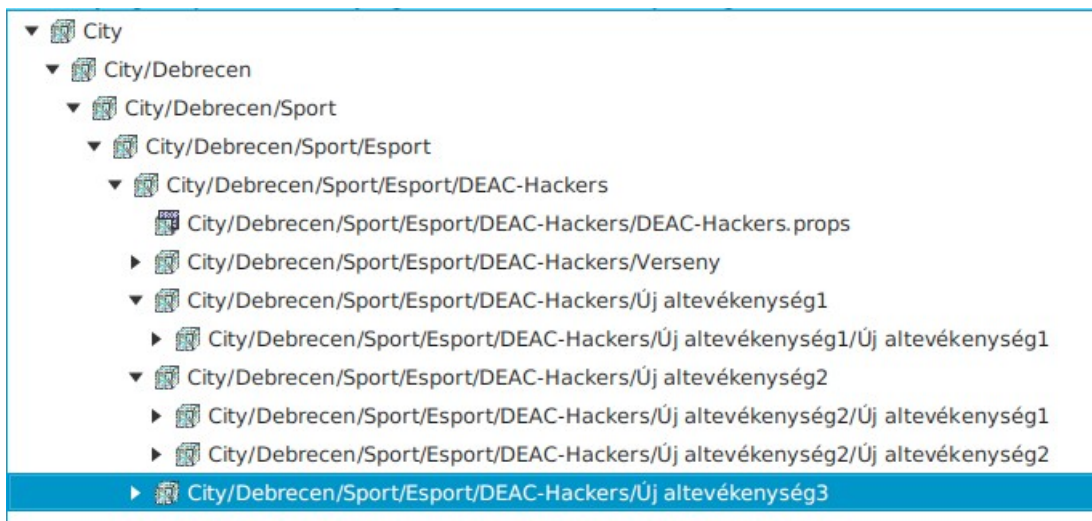 City
City/Debrecen
City/Debrecen/Sport
City/Debrecen/Sport/Esport
City/Debrecen/Sport/Esport/DEAC-Hackers
City/Debrecen/Sport/Esport/DEAC-Hackers/DEAC-Hackers.props
City/Debrecen/Sport/Esport/DEAC-Hackers/Verseny
City/Debrecen/Sport/Esport/DEAC-Hackers/Új altevékenység1
City/Debrecen/Sport/Esport/DEAC-Hackers/Új altevékenység1/Új altevékenység1
City/Debrecen/Sport/Esport/DEAC-Hackers/Új altevékenység2
City/Debrecen/Sport/Esport/DEAC-Hackers/Új altevékenység2/Új altevékenység1
City/Debrecen/Sport/Esport/DEAC-Hackers/Új altevékenység2/Új altevékenység2
City/Debrecen/Sport/Esport/DEAC-Hackers/Új altevékenység3